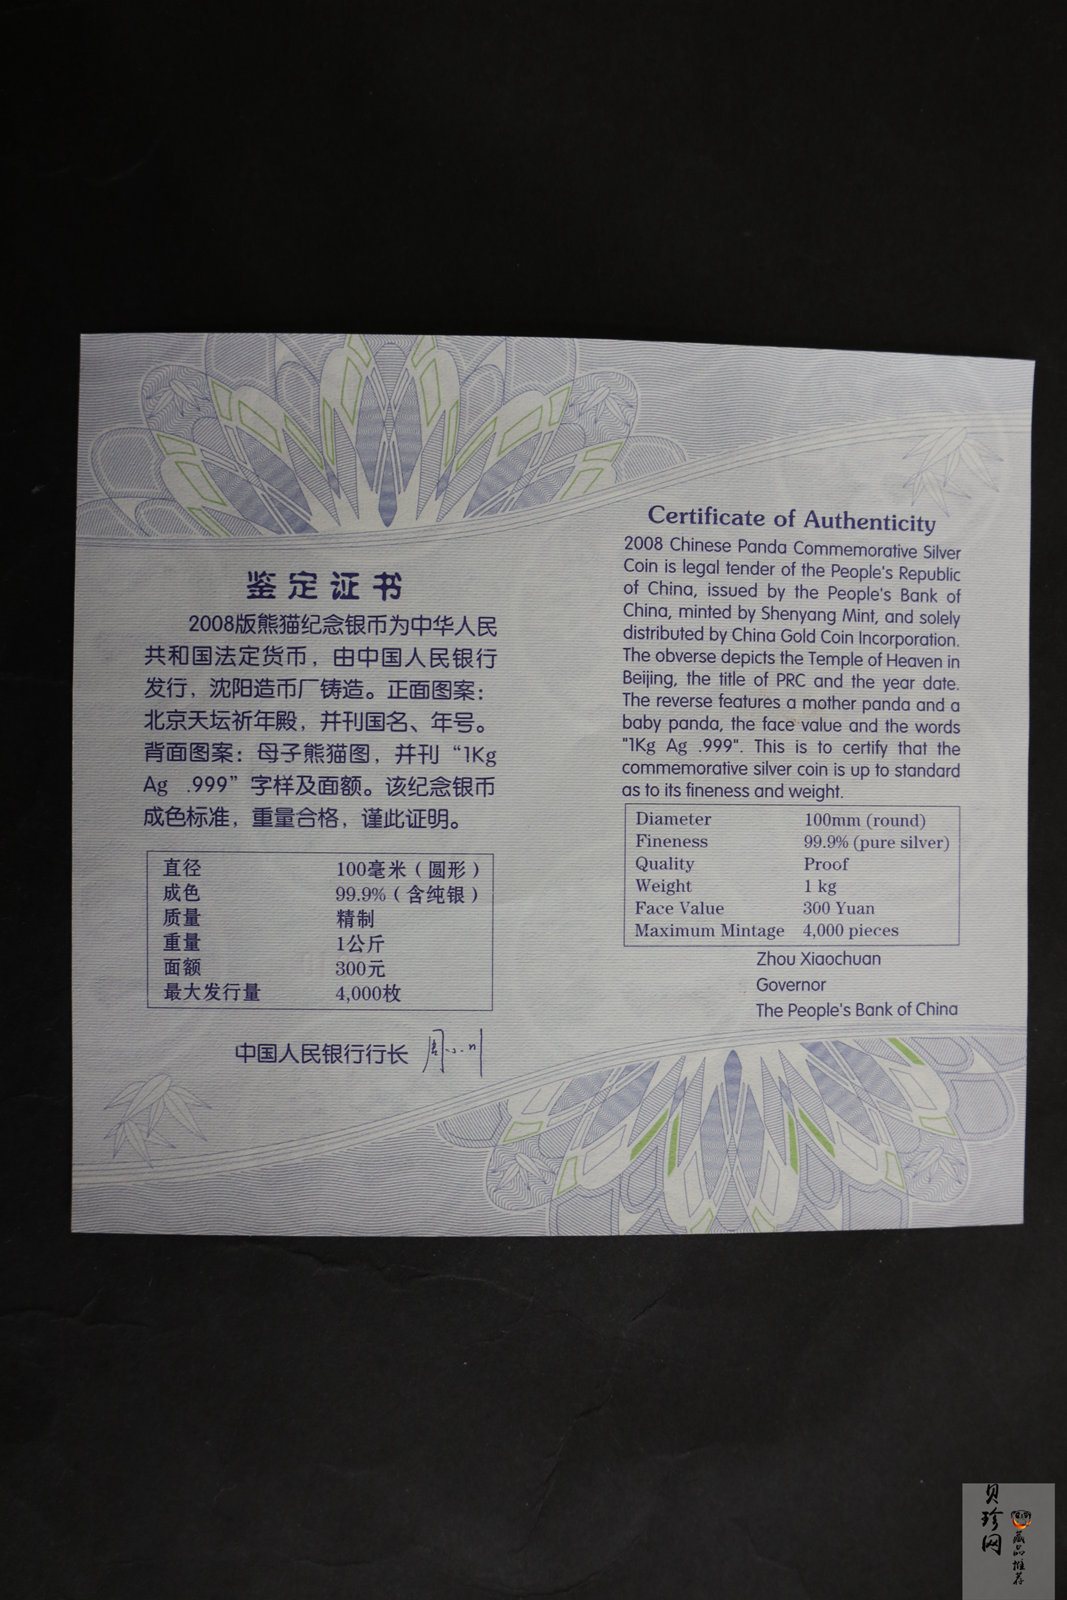 鉴定证书
2008版熊猫纪念银币为中华人民
共和国法定货币，由中国人民银行
发行，沈阳造币厂铸造。正面图案：
北京天坛祈年殿，并刊国名、年号。
背面图案：母子熊猫图，并刊“1Kg
Ag .999”字样及面额。该纪念银币
成色标准，重量合格，谨此证明。
直径 100毫米（圆形）
成色 99.9%（含纯银）
质量 精制
重量 1公斤
面额 300元
最大发行量 4,000枚
中国人民银行行长 周小川
Certificate of Authenticity
2008 Chinese Panda Commemorative Silver
Coin is legal tender of the People's Republic
of China, issued by the People's Bank of
China, minted by Shenyang Mint, and solely
distributed by China Gold Coin Incorporation.
The obverse depicts the Temple of Heaven in
Beijing, the title of PRC and the year date.
The reverse features a mother panda and a
baby panda, the face value and the words
"1Kg Ag .999". This is to certify that the
commemorative silver coin is up to standard
as to its fineness and weight.
Diameter 100mm (round)
Fineness 99.9% (pure silver)
Quality Proof
Weight 1 kg
Face Value 300 Yuan
Maximum Mintage 4,000 pieces
Zhou Xiaochuan
Governor
The People's Bank of China
贝珍网
藏品推荐